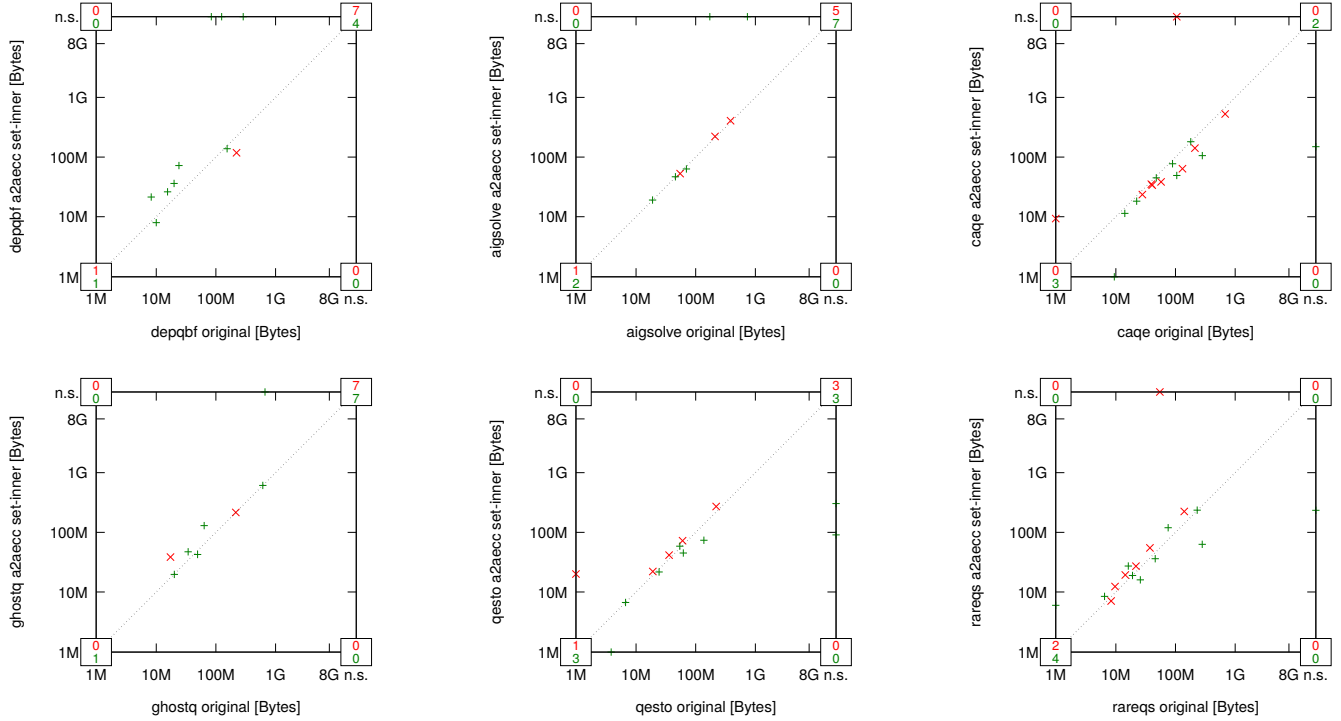 depqbf a2aecc set-inner [Bytes]
n.s.
8G
1G
100M
10M
1M
0
0
7
4
1
1
0
0
1M 10M 100M 1G 8G n.s.
depqbf original [Bytes]
aigsolve a2aecc set-inner [Bytes]
n.s.
8G
1G
100M
10M
1M
0
0
5
7
1
2
0
0
1M 10M 100M 1G 8G n.s.
aigsolve original [Bytes]
caqe a2aecc set-inner [Bytes]
n.s.
8G
1G
100M
10M
1M
0
0
0
2
0
3
0
0
1M 10M 100M 1G 8G n.s.
caqe original [Bytes]
ghostq a2aecc set-inner [Bytes]
n.s.
8G
1G
100M
10M
1M
0
0
7
7
0
1
0
0
1M 10M 100M 1G 8G n.s.
ghostq original [Bytes]
qesto a2aecc set-inner [Bytes]
n.s.
8G
1G
100M
10M
1M
0
0
3
3
1
3
0
0
1M 10M 100M 1G 8G n.s.
qesto original [Bytes]
rareqs a2aecc set-inner [Bytes]
n.s.
8G
1G
100M
10M
1M
0
0
0
0
2
4
0
0
1M 10M 100M 1G 8G n.s.
rareqs original [Bytes]